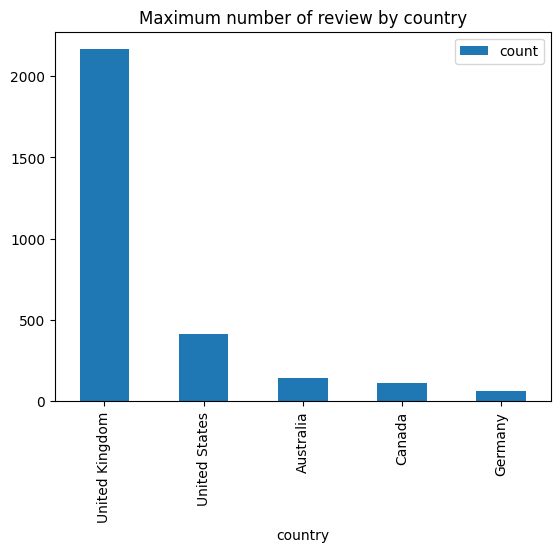 Maximum number of review by country
count
2000
1500
1000
500
0
United Kingdom
United States
Australia
Canada
Germany
country